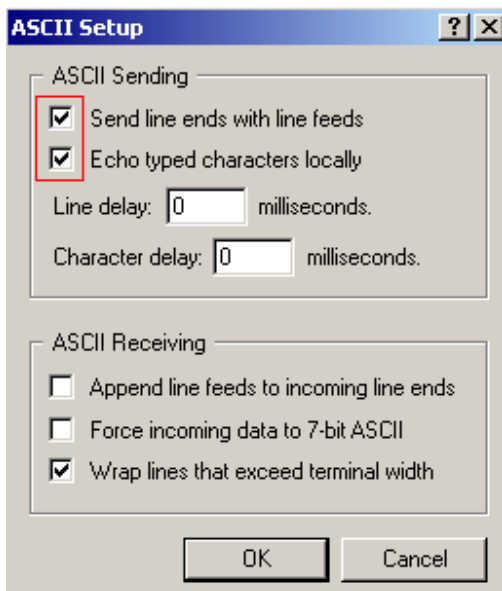 ASCII Setup
ASCII Sending
Send line ends with line feeds
Echo typed characters locally
Line delay: 0 milliseconds.
Character delay: 0 milliseconds.
ASCII Receiving
Append line feeds to incoming line ends
Force incoming data to 7-bit ASCII
Wrap lines that exceed terminal width
OK Cancel